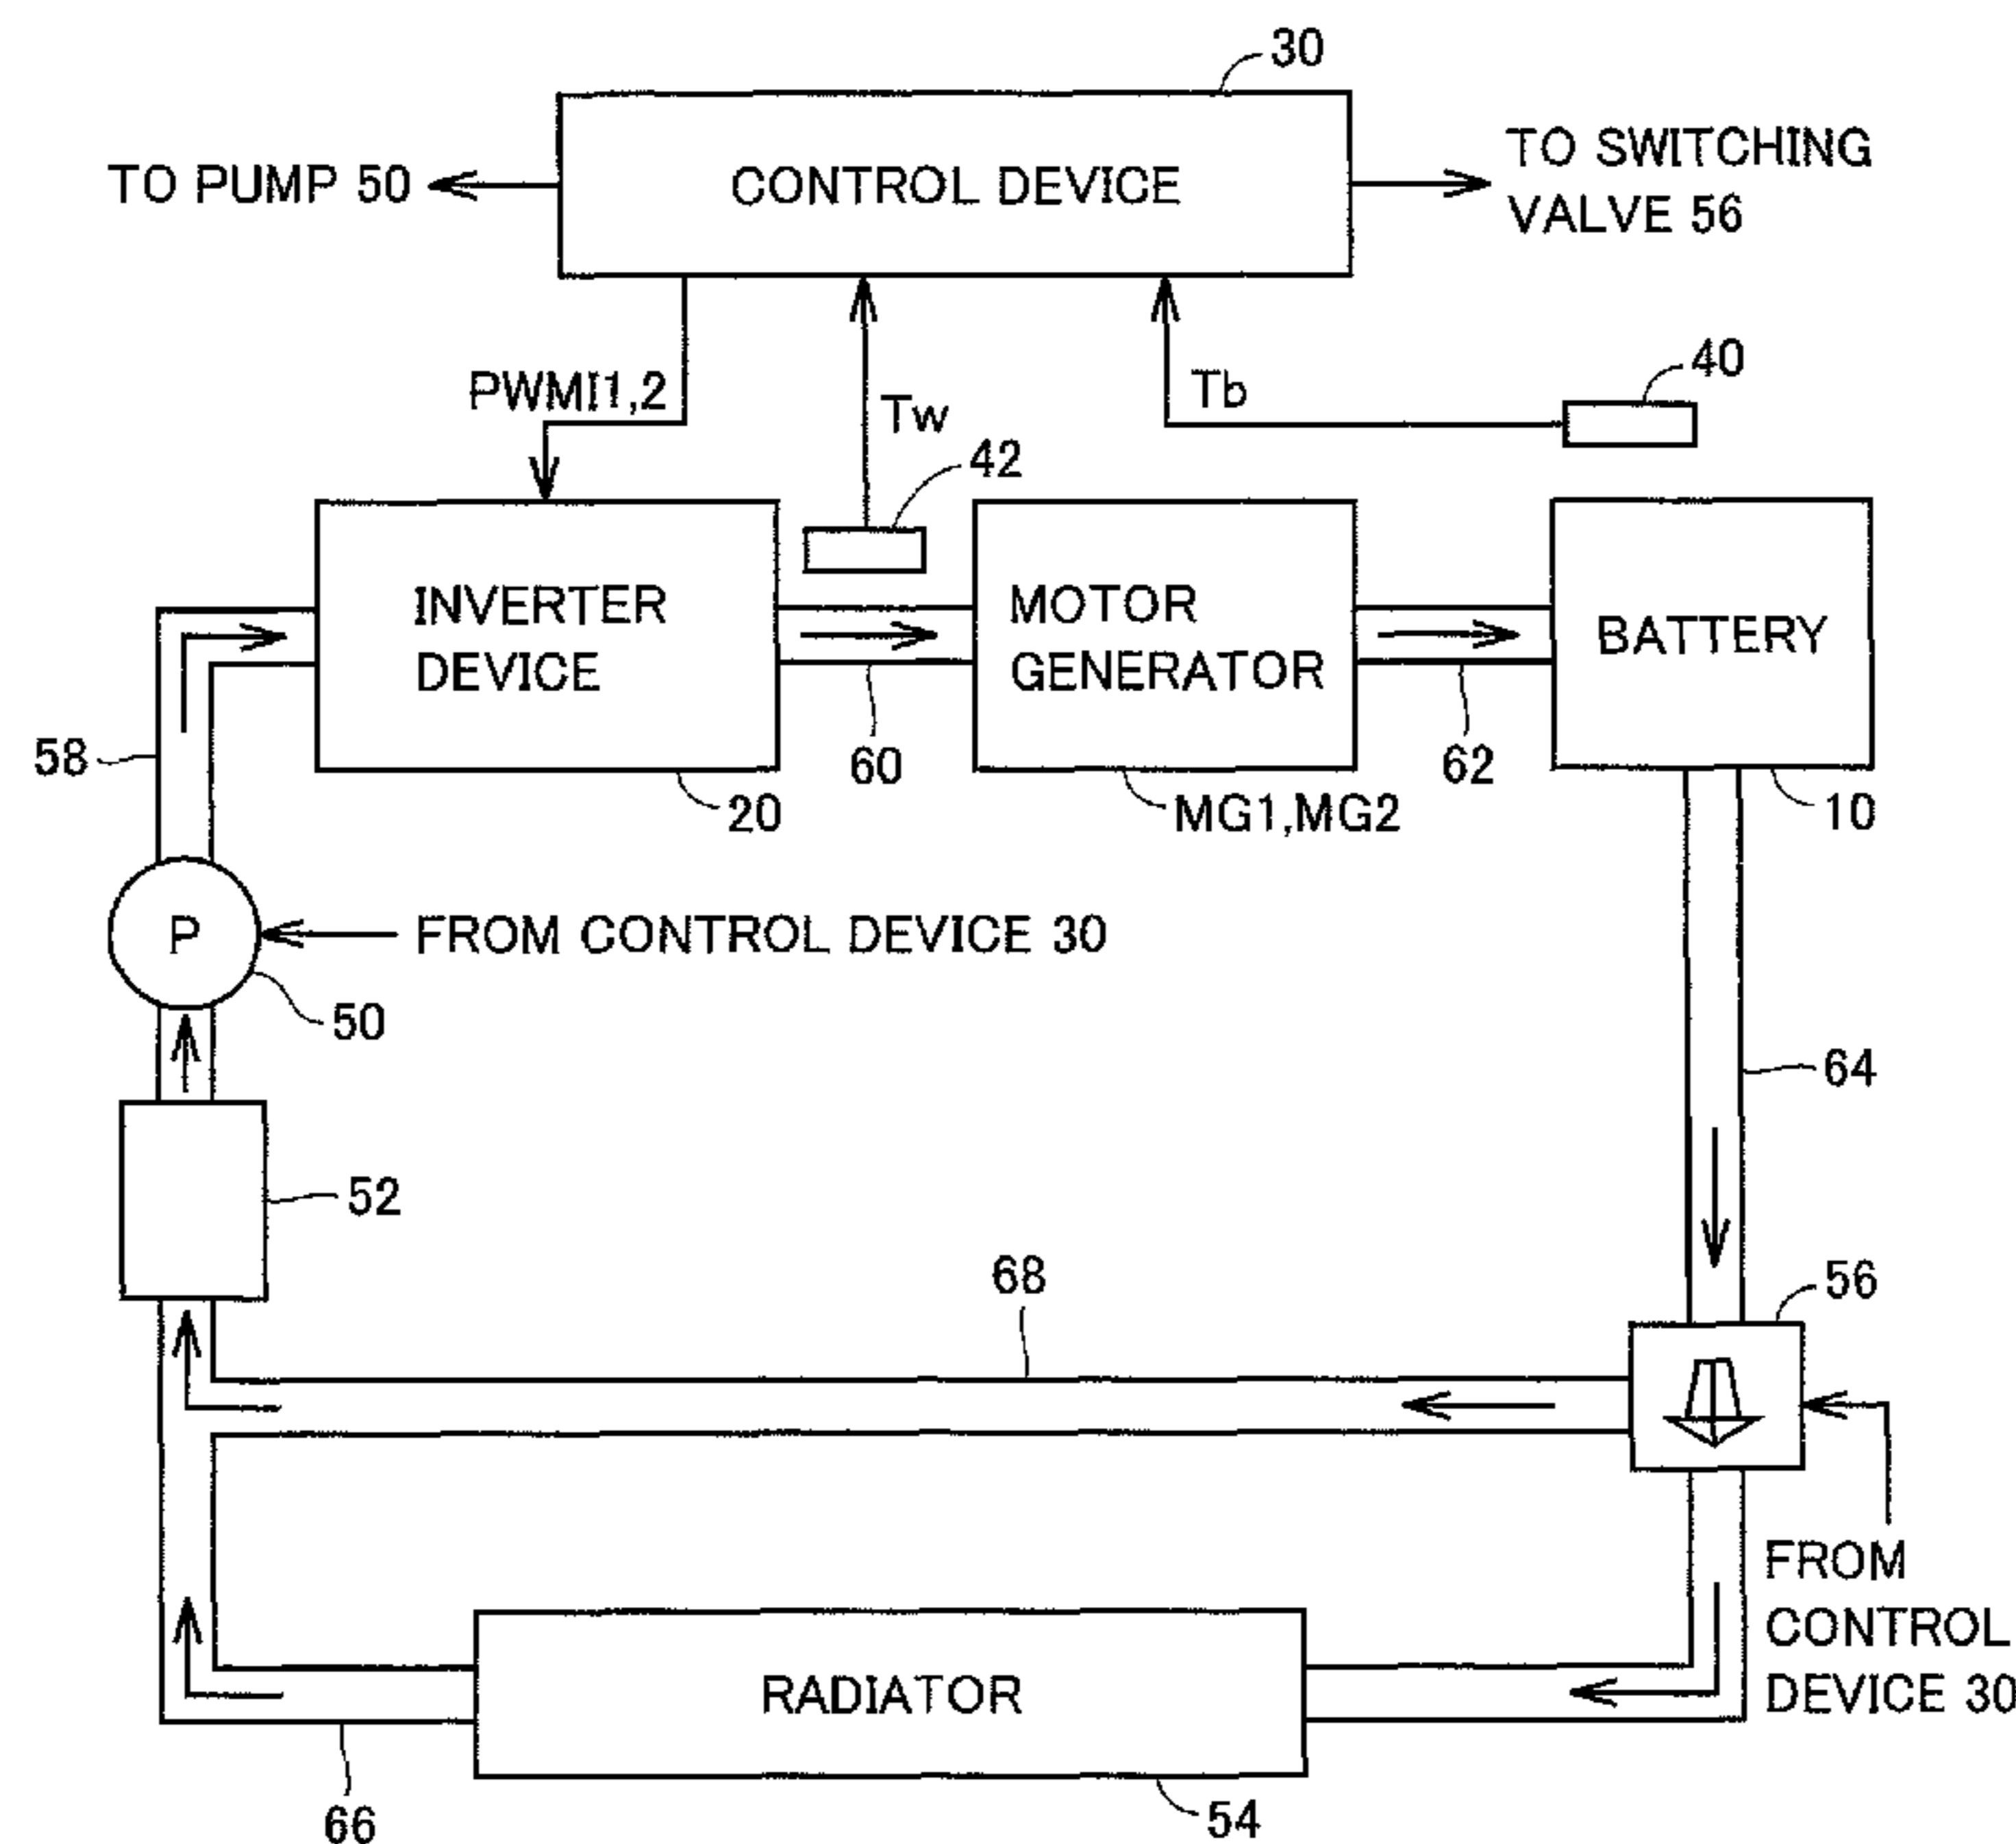 30
TO PUMP 50
CONTROL DEVICE
TO SWITCHING
VALVE 56
PWMI1,2
Tw
Tb
40
42
INVERTER
DEVICE
MOTOR
GENERATOR
BATTERY
58
60
62
20
MG1,MG2
10
P
FROM CONTROL DEVICE 30
50
64
52
68
56
FROM
CONTROL
DEVICE 30
RADIATOR
66
54